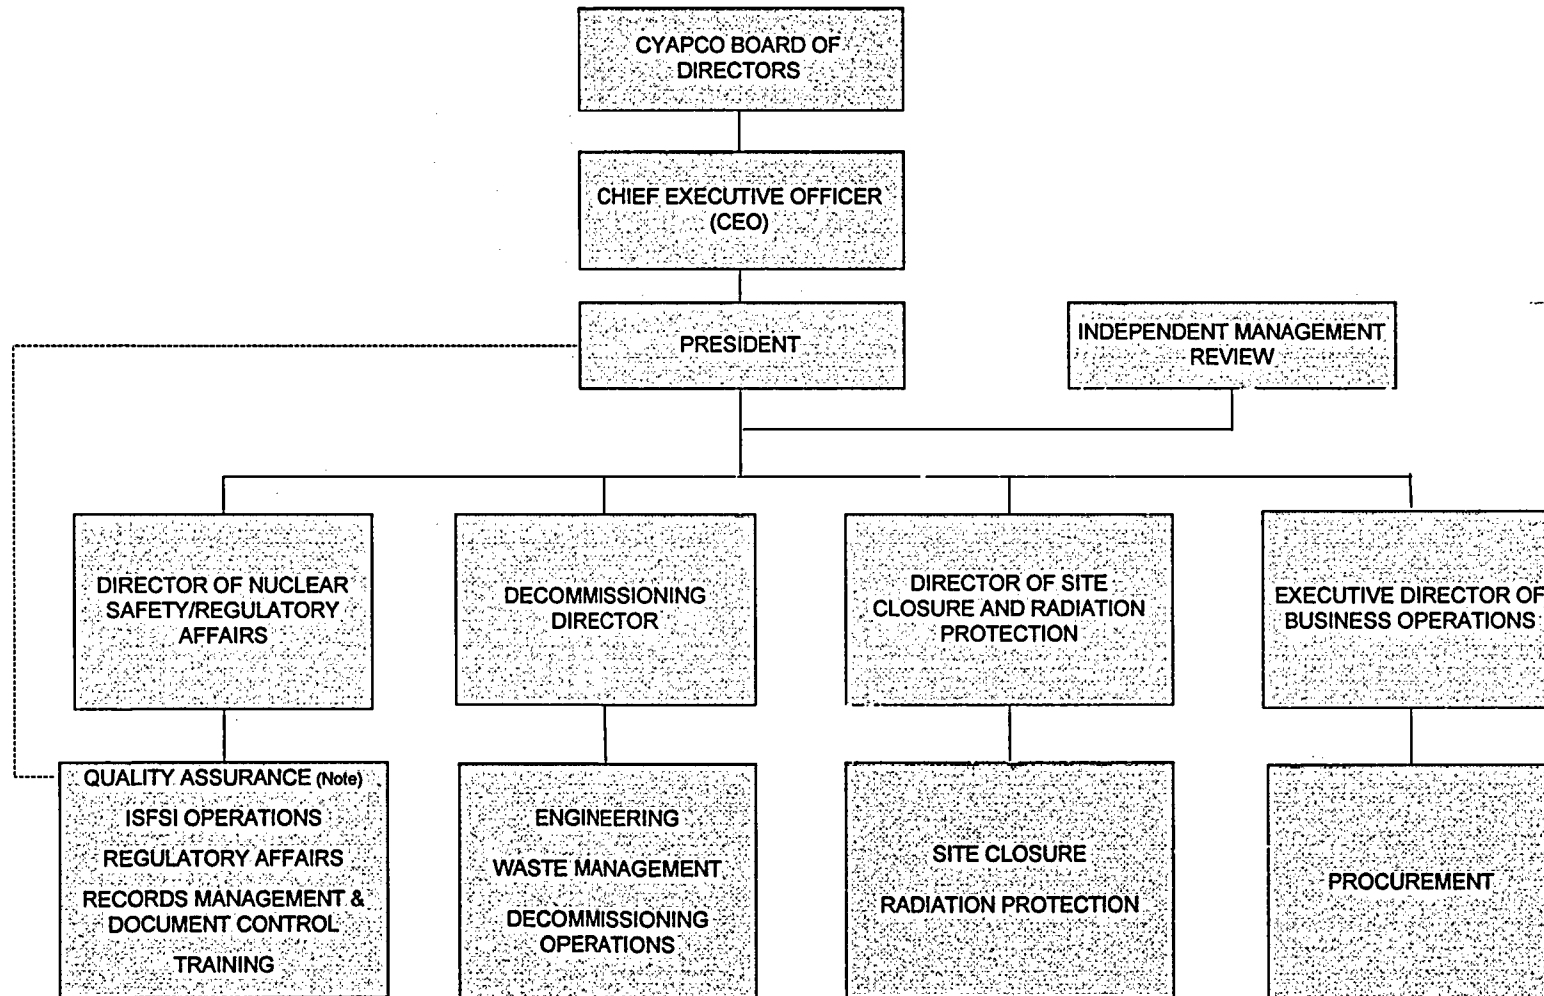 CYAPCO BOARD OF
DIRECTORS
CHIEF EXECUTIVE OFFICER
(CEO)
PRESIDENT
INDEPENDENT MANAGEMENT
REVIEW
DIRECTOR OF NUCLEAR
SAFETY/REGULATORY
AFFAIRS
DECOMMISSIONING
DIRECTOR
DIRECTOR OF SITE
CLOSURE AND RADIATION
PROTECTION
EXECUTIVE DIRECTOR OF
BUSINESS OPERATIONS
QUALITY ASSURANCE (Note)
ISFSI OPERATIONS
REGULATORY AFFAIRS
RECORDS MANAGEMENT &
DOCUMENT CONTROL
TRAINING
ENGINEERING
WASTE MANAGEMENT
DECOMMISSIONING
OPERATIONS
SITE CLOSURE
RADIATION PROTECTION
PROCUREMENT